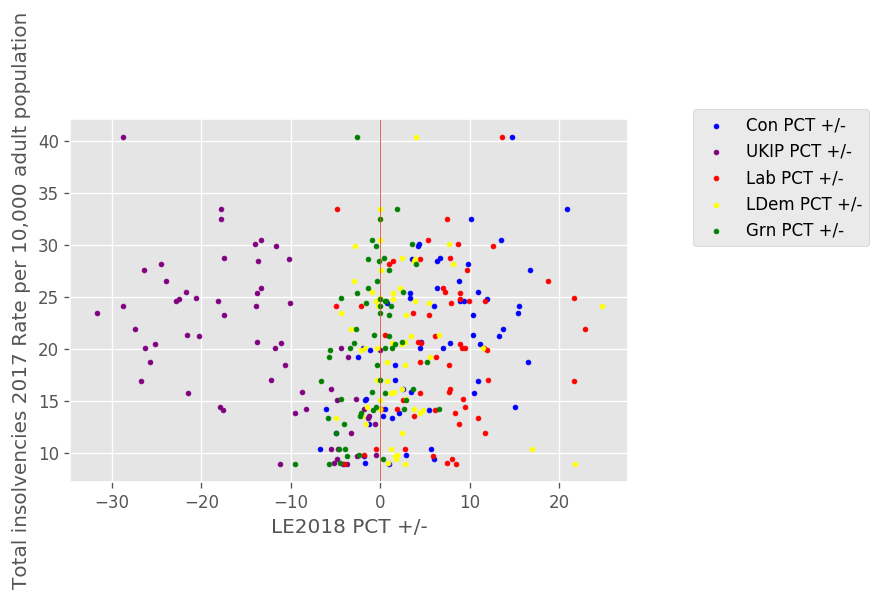 Total insolvencies 2017 Rate per 10,000 adult population
40
35
30
25
20
15
10
−30
−20
−10
0
10
20
LE2018 PCT +/-
Con PCT +/-
UKIP PCT +/-
Lab PCT +/-
LDem PCT +/-
Grn PCT +/-